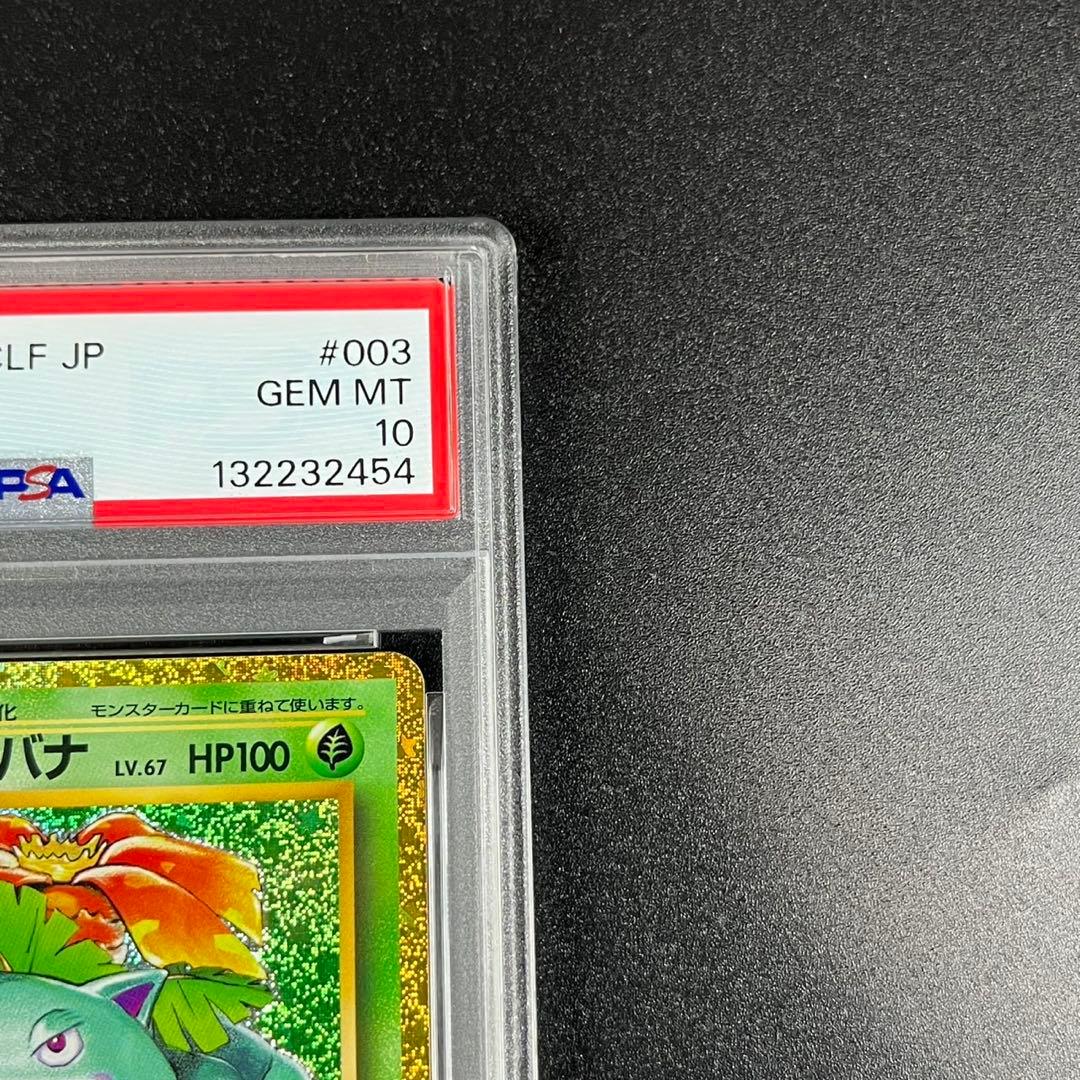 CLF JP #003
GEM MT
10
PSA 132232454
化 モンスターカードに重ねて使います。
バナ LV.67 HP100